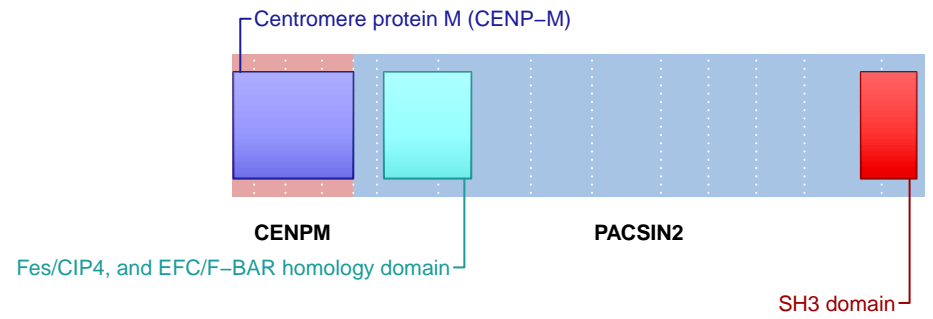 Centromere protein M (CENP−M)
CENPM
PACSIN2
Fes/CIP4, and EFC/F−BAR homology domain
SH3 domain